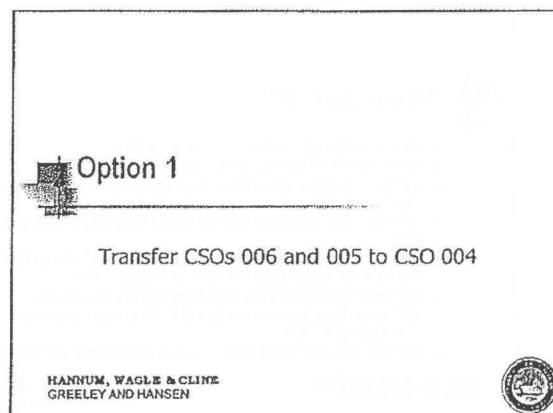 Option 1
Transfer CSOs 006 and 005 to CSO 004
HANNUM, WAGLE & CLINE
GREELEY AND HANSEN